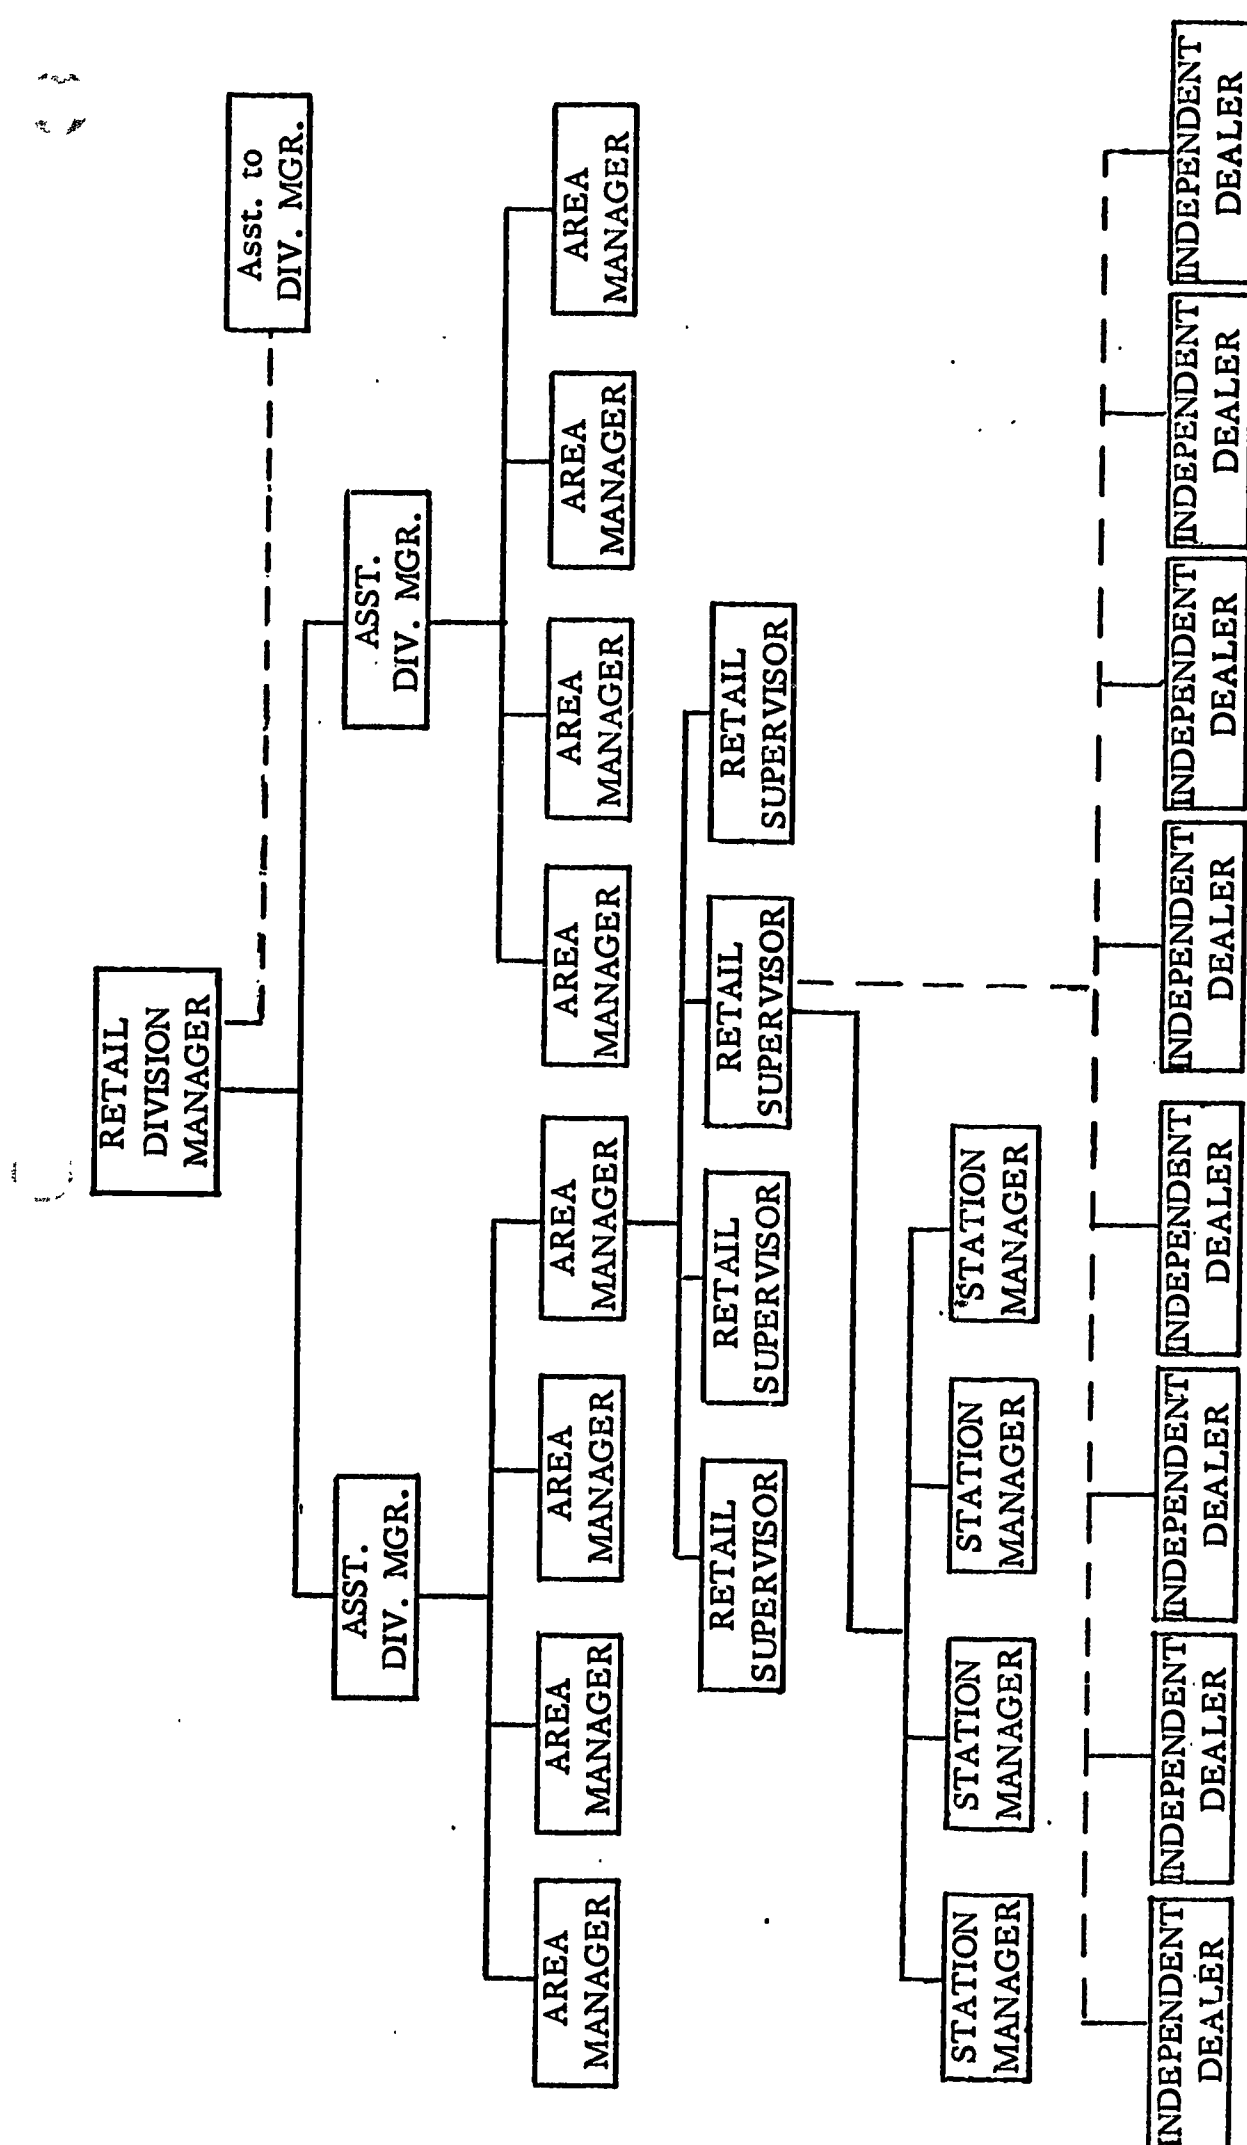 RETAIL
DIVISION
MANAGER
Asst. to
DIV. MGR.
ASST.
DIV. MGR.
ASST.
DIV. MGR.
AREA
MANAGER
AREA
MANAGER
AREA
MANAGER
AREA
MANAGER
AREA
MANAGER
AREA
MANAGER
AREA
MANAGER
AREA
MANAGER
RETAIL
SUPERVISOR
RETAIL
SUPERVISOR
RETAIL
SUPERVISOR
RETAIL
SUPERVISOR
STATION
MANAGER
STATION
MANAGER
STATION
MANAGER
STATION
MANAGER
INDEPENDENT
DEALER
INDEPENDENT
DEALER
INDEPENDENT
DEALER
INDEPENDENT
DEALER
INDEPENDENT
DEALER
INDEPENDENT
DEALER
INDEPENDENT
DEALER
INDEPENDENT
DEALER